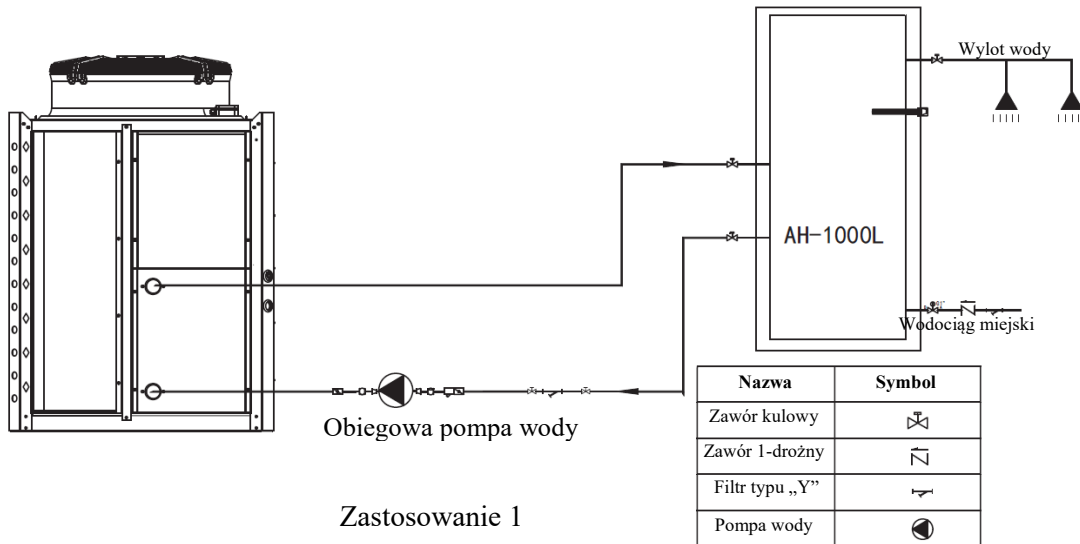 Wylot wody
AH-1000L
Wodociąg miejski
Obiegowa pompa wody
Zastosowanie 1
Nazwa Symbol
Zawór kulowy
Zawór 1-drożny
Filtr typu „Y”
Pompa wody